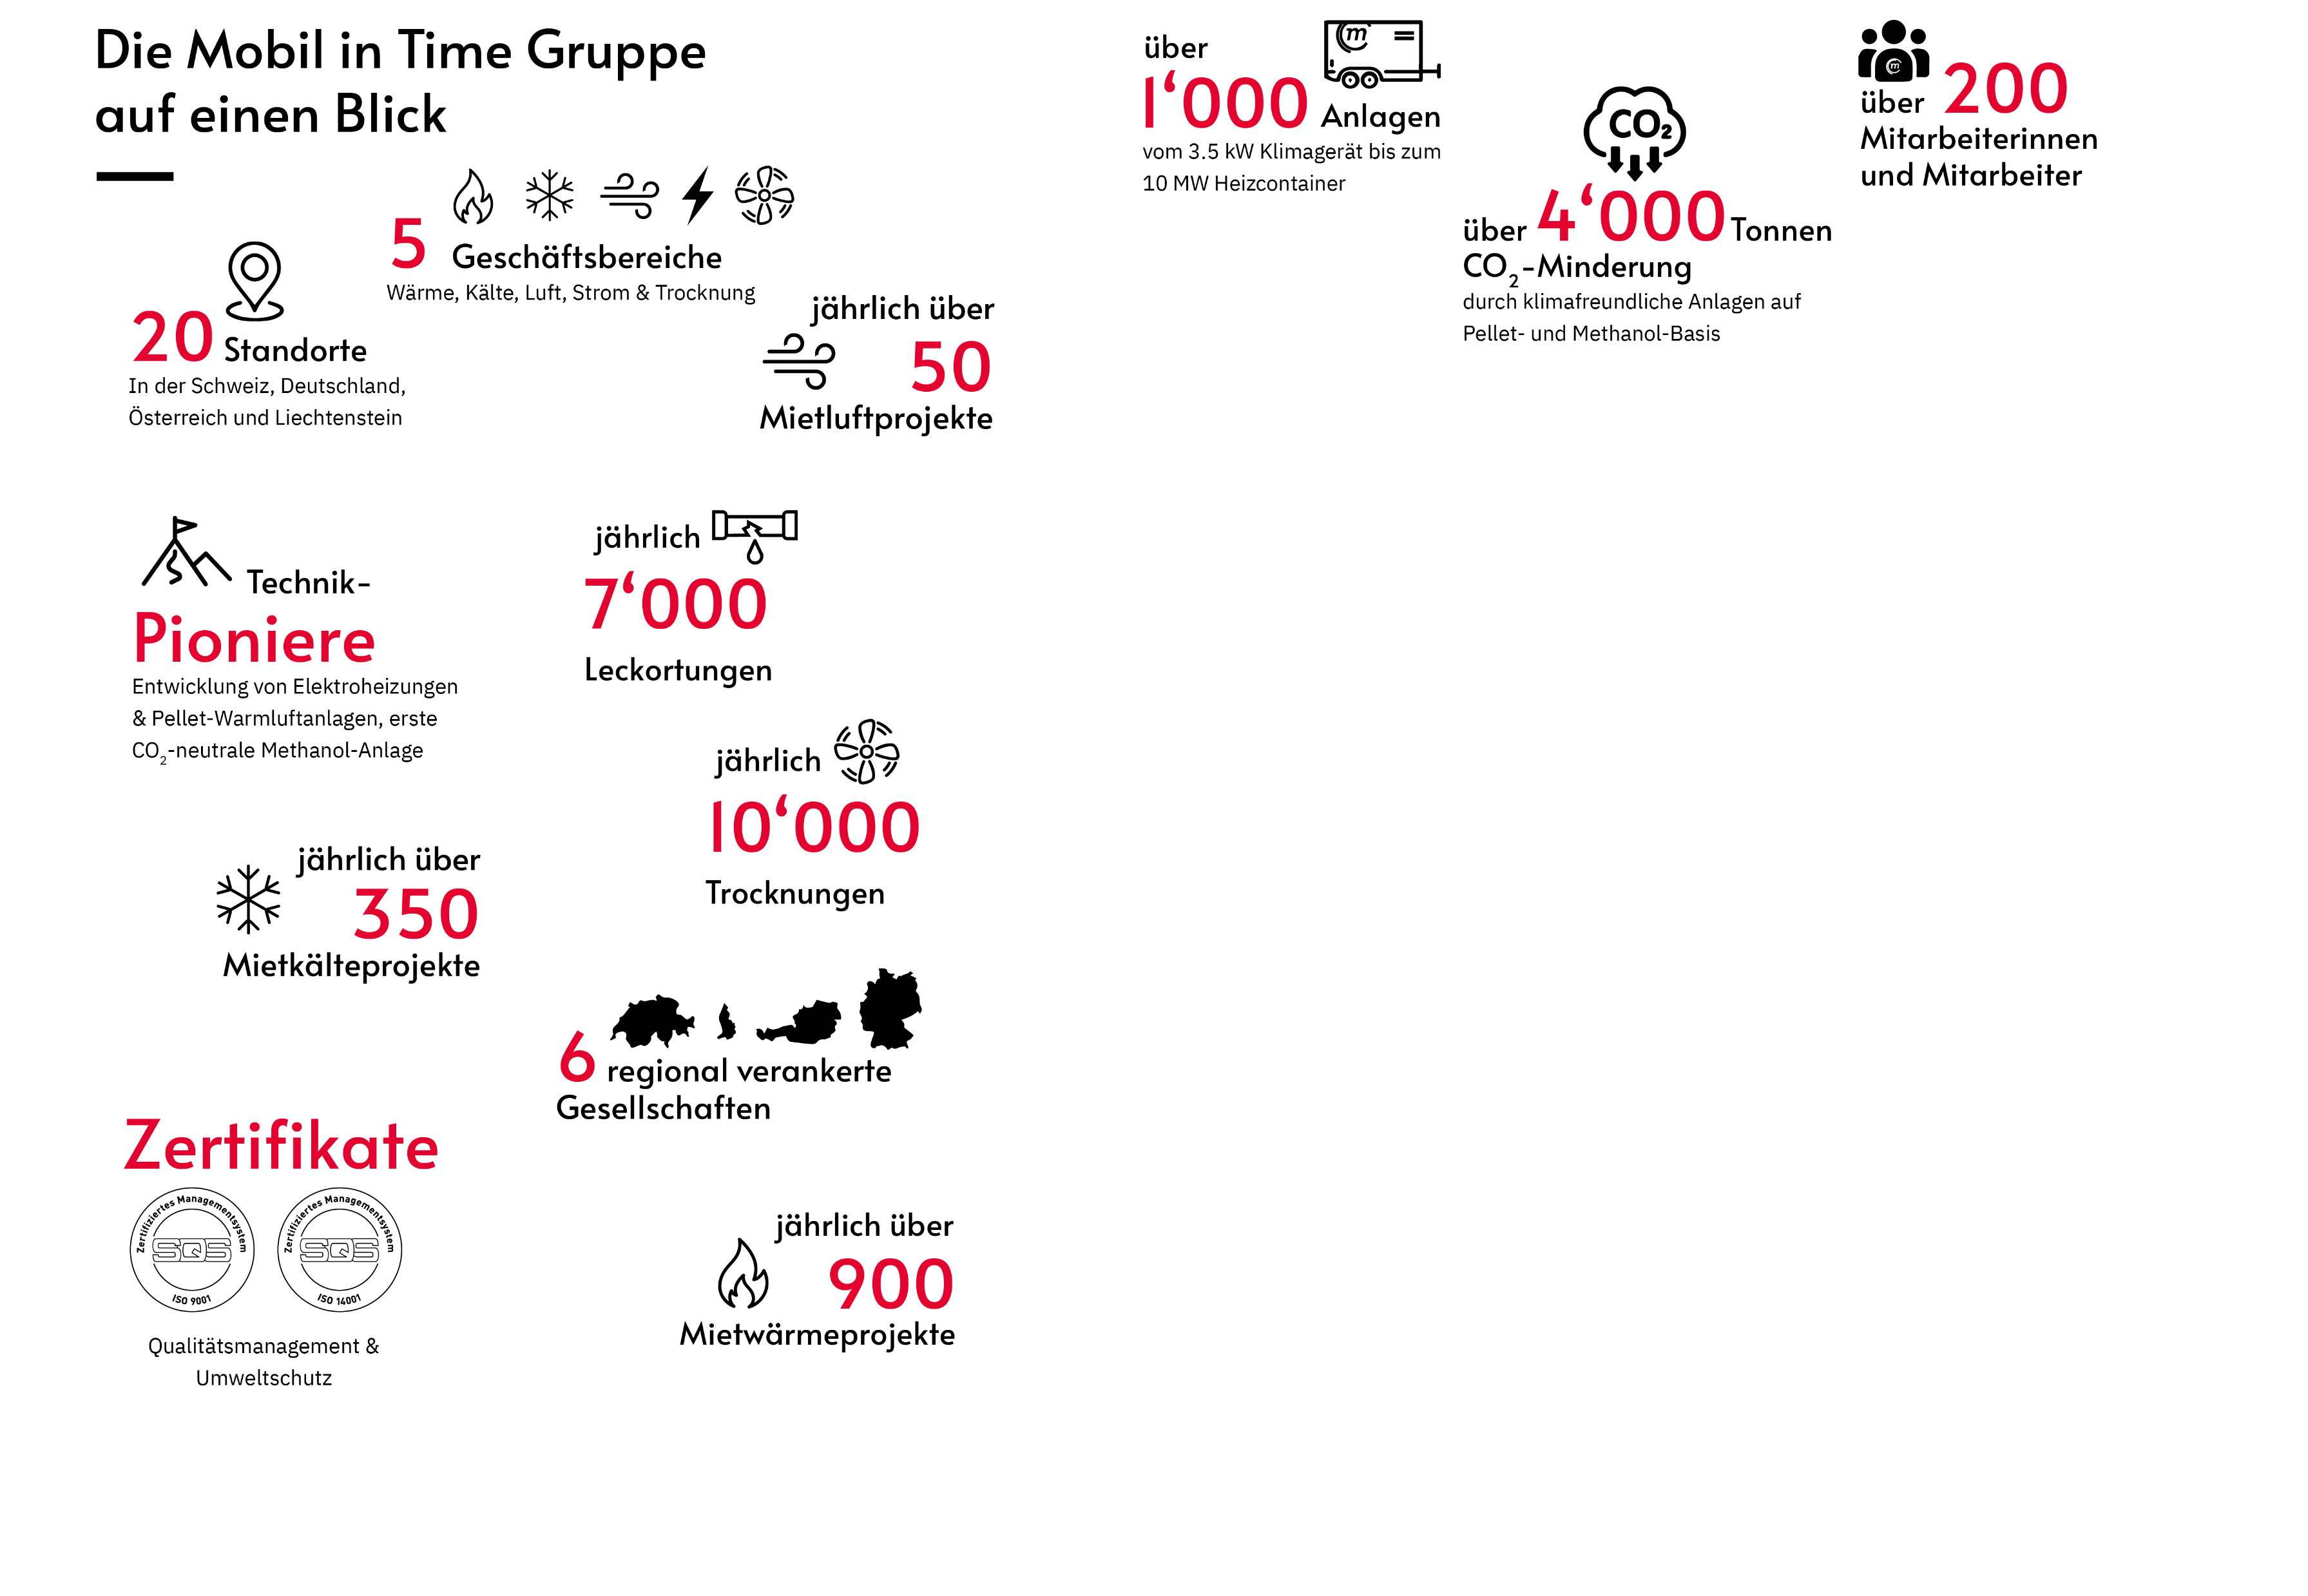 Die Mobil in Time Gruppe
auf einen Blick
5 Geschäftsbereiche
Wärme, Kälte, Luft, Strom & Trocknung
20 Standorte
In der Schweiz, Deutschland,
Österreich und Liechtenstein
jährlich über
50
Mietluftprojekte
Technik-
Pioniere
Entwicklung von Elektroheizungen
& Pellet-Warmluftanlagen, erste
CO₂-neutrale Methanol-Anlage
jährlich
7‘000
Leckortungen
jährlich
10‘000
Trocknungen
jährlich über
350
Mietkälteprojekte
6 regional verankerte
Gesellschaften
Zertifikate
Zertifiziertes Managementsystem
SQS
ISO 9001
Zertifiziertes Managementsystem
SQS
ISO 14001
Qualitätsmanagement &
Umweltschutz
jährlich über
900
Mietwärmeprojekte
m
über
1‘000 Anlagen
vom 3.5 kW Klimagerät bis zum
10 MW Heizcontainer
CO₂
über 4‘000 Tonnen
CO₂-Minderung
durch klimafreundliche Anlagen auf
Pellet- und Methanol-Basis
m
über 200
Mitarbeiterinnen
und Mitarbeiter